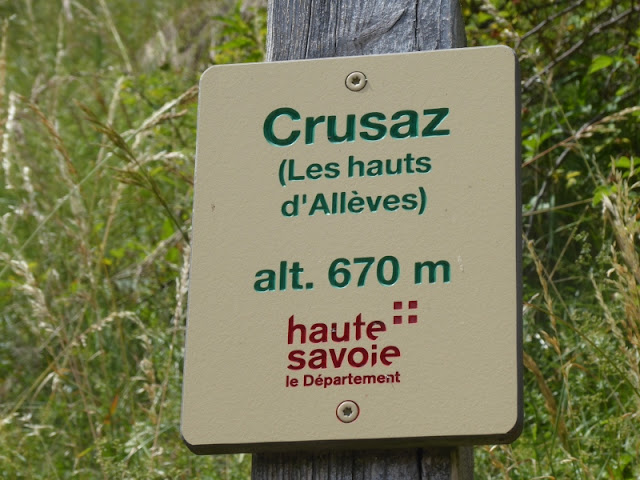 Crusaz
(Les hauts
d'Allèves)
alt. 670 m
haute
savoie
le Département